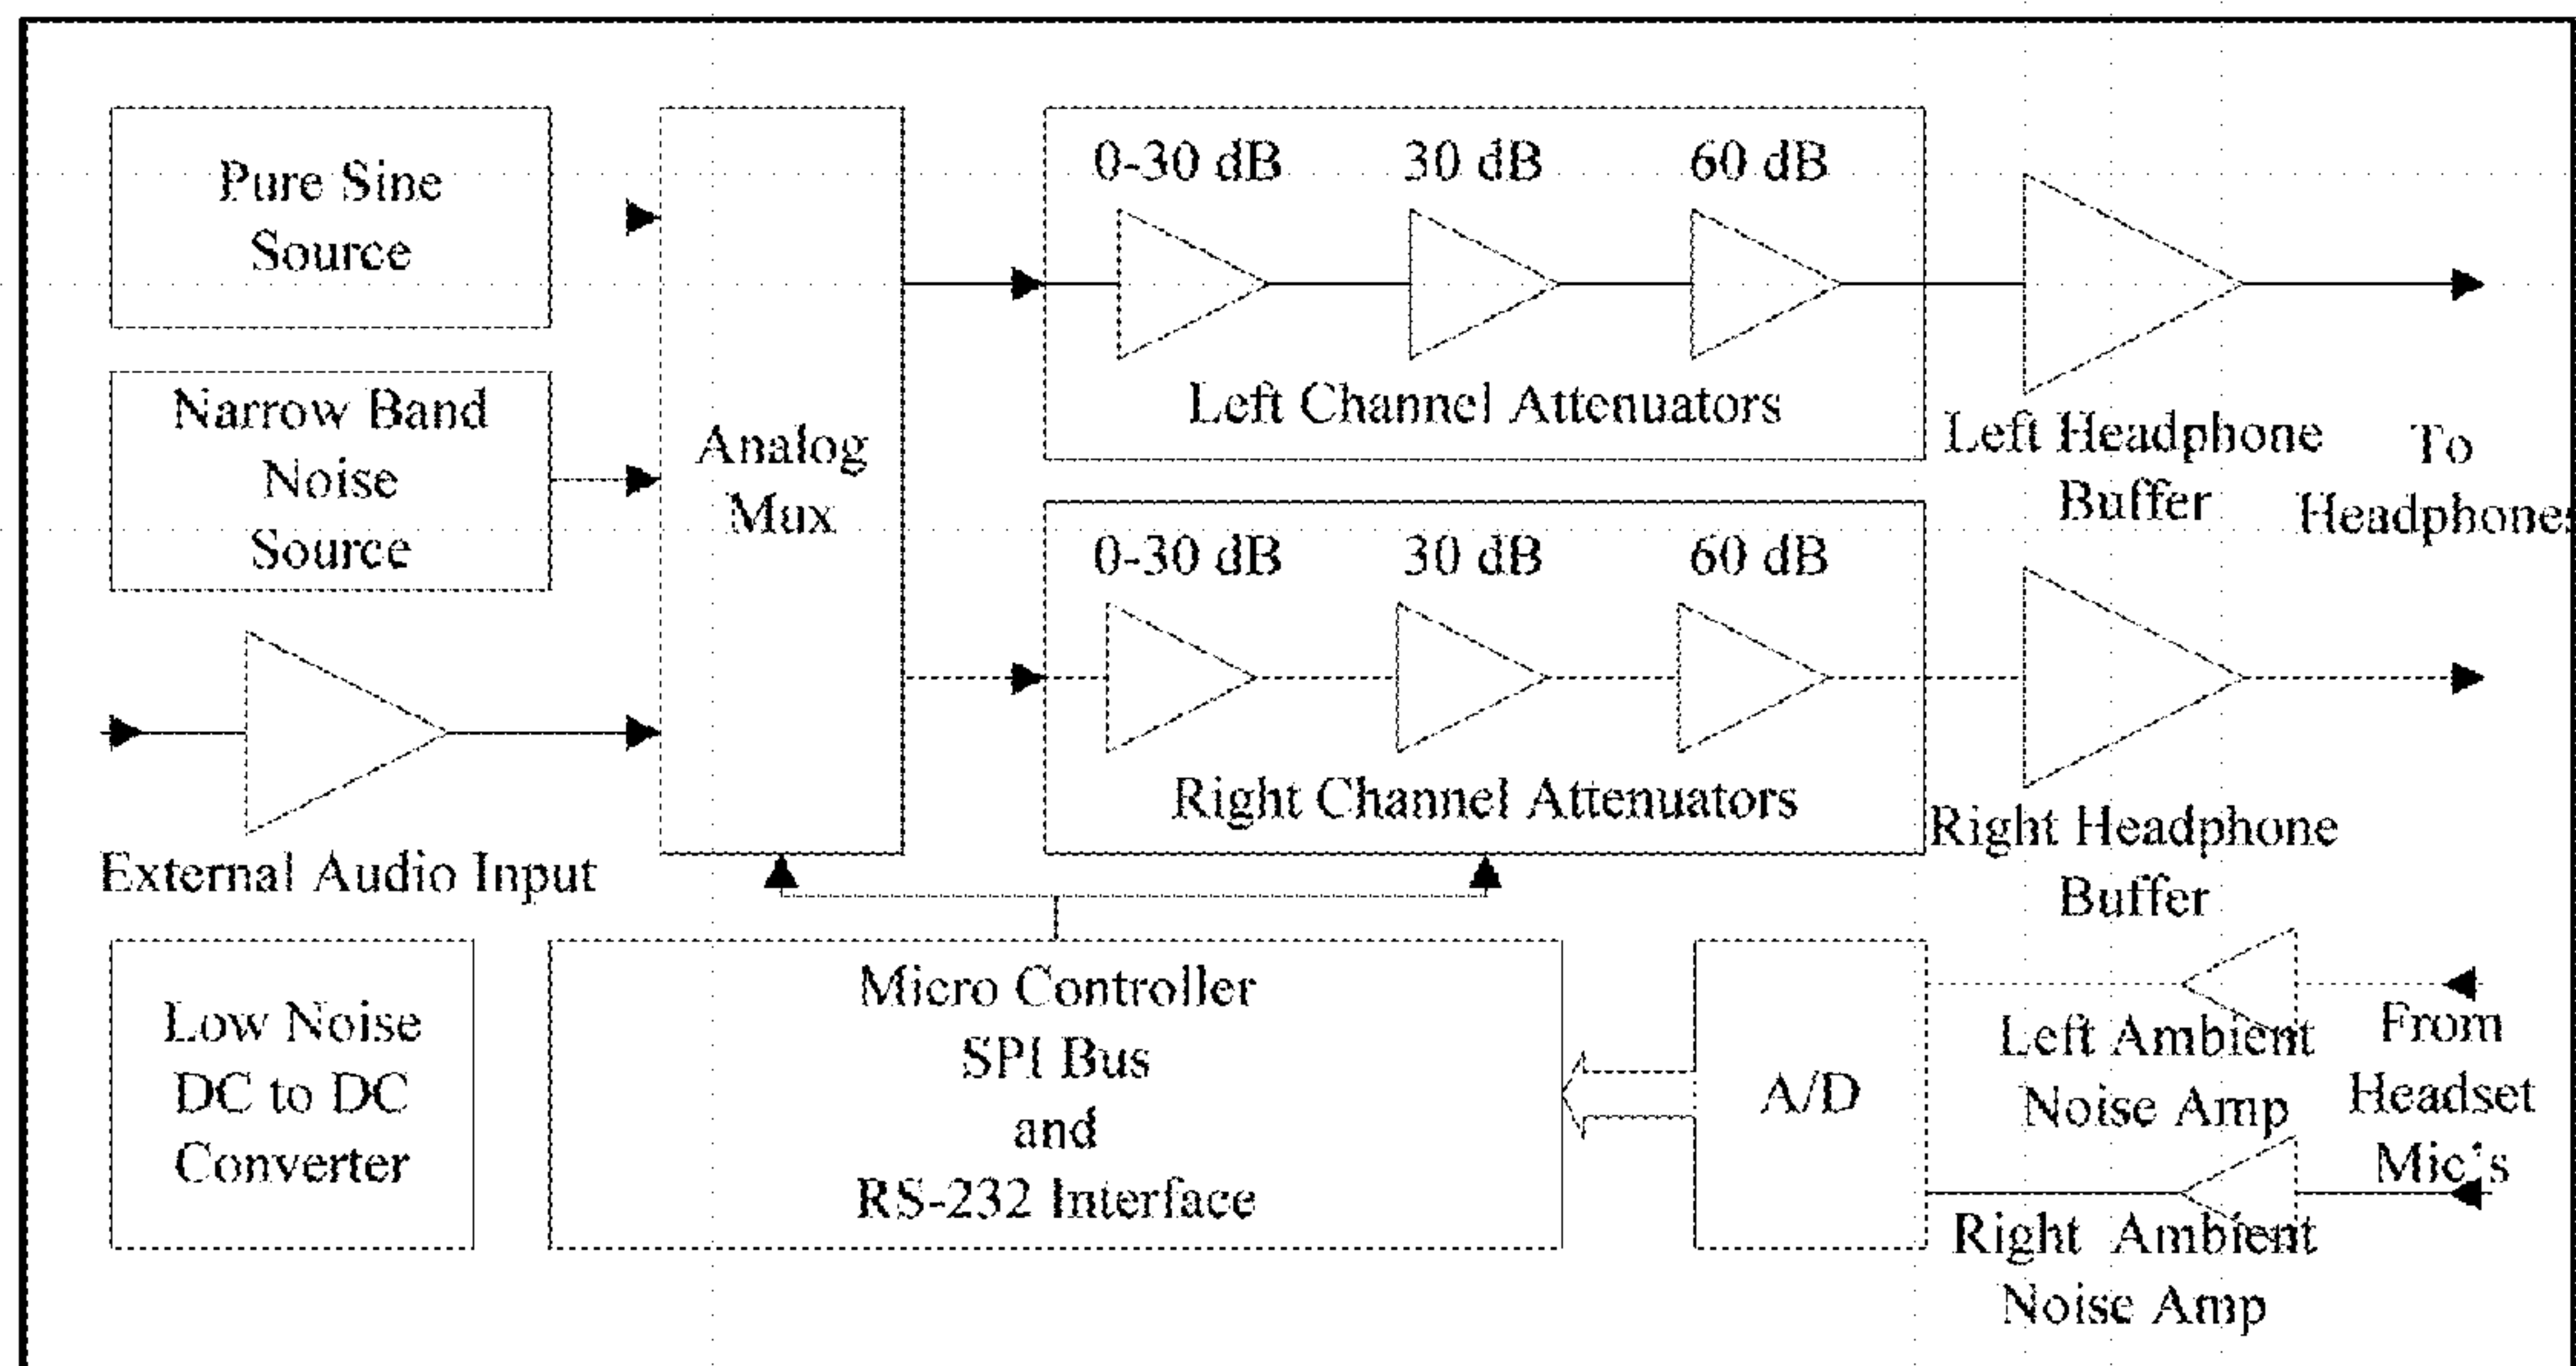 Pure Sine
Source
Narrow Band
Noise
Source
External Audio Input
Analog
Mux
0-30 dB 30 dB 60 dB
Left Channel Attenuators
0-30 dB 30 dB 60 dB
Right Channel Attenuators
Left Headphone
Buffer
To
Headphones
Right Headphone
Buffer
Low Noise
DC to DC
Converter
Micro Controller
SPI Bus
and
RS-232 Interface
A/D
Left Ambient
Noise Amp
From
Headset
Mic's
Right Ambient
Noise Amp